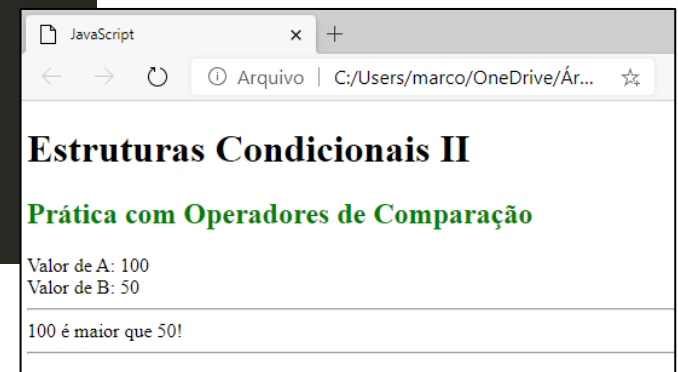 JavaScript
Arquivo | C:/Users/marco/OneDrive/Ár...
Estruturas Condicionais II
Prática com Operadores de Comparação
Valor de A: 100
Valor de B: 50
100 é maior que 50!